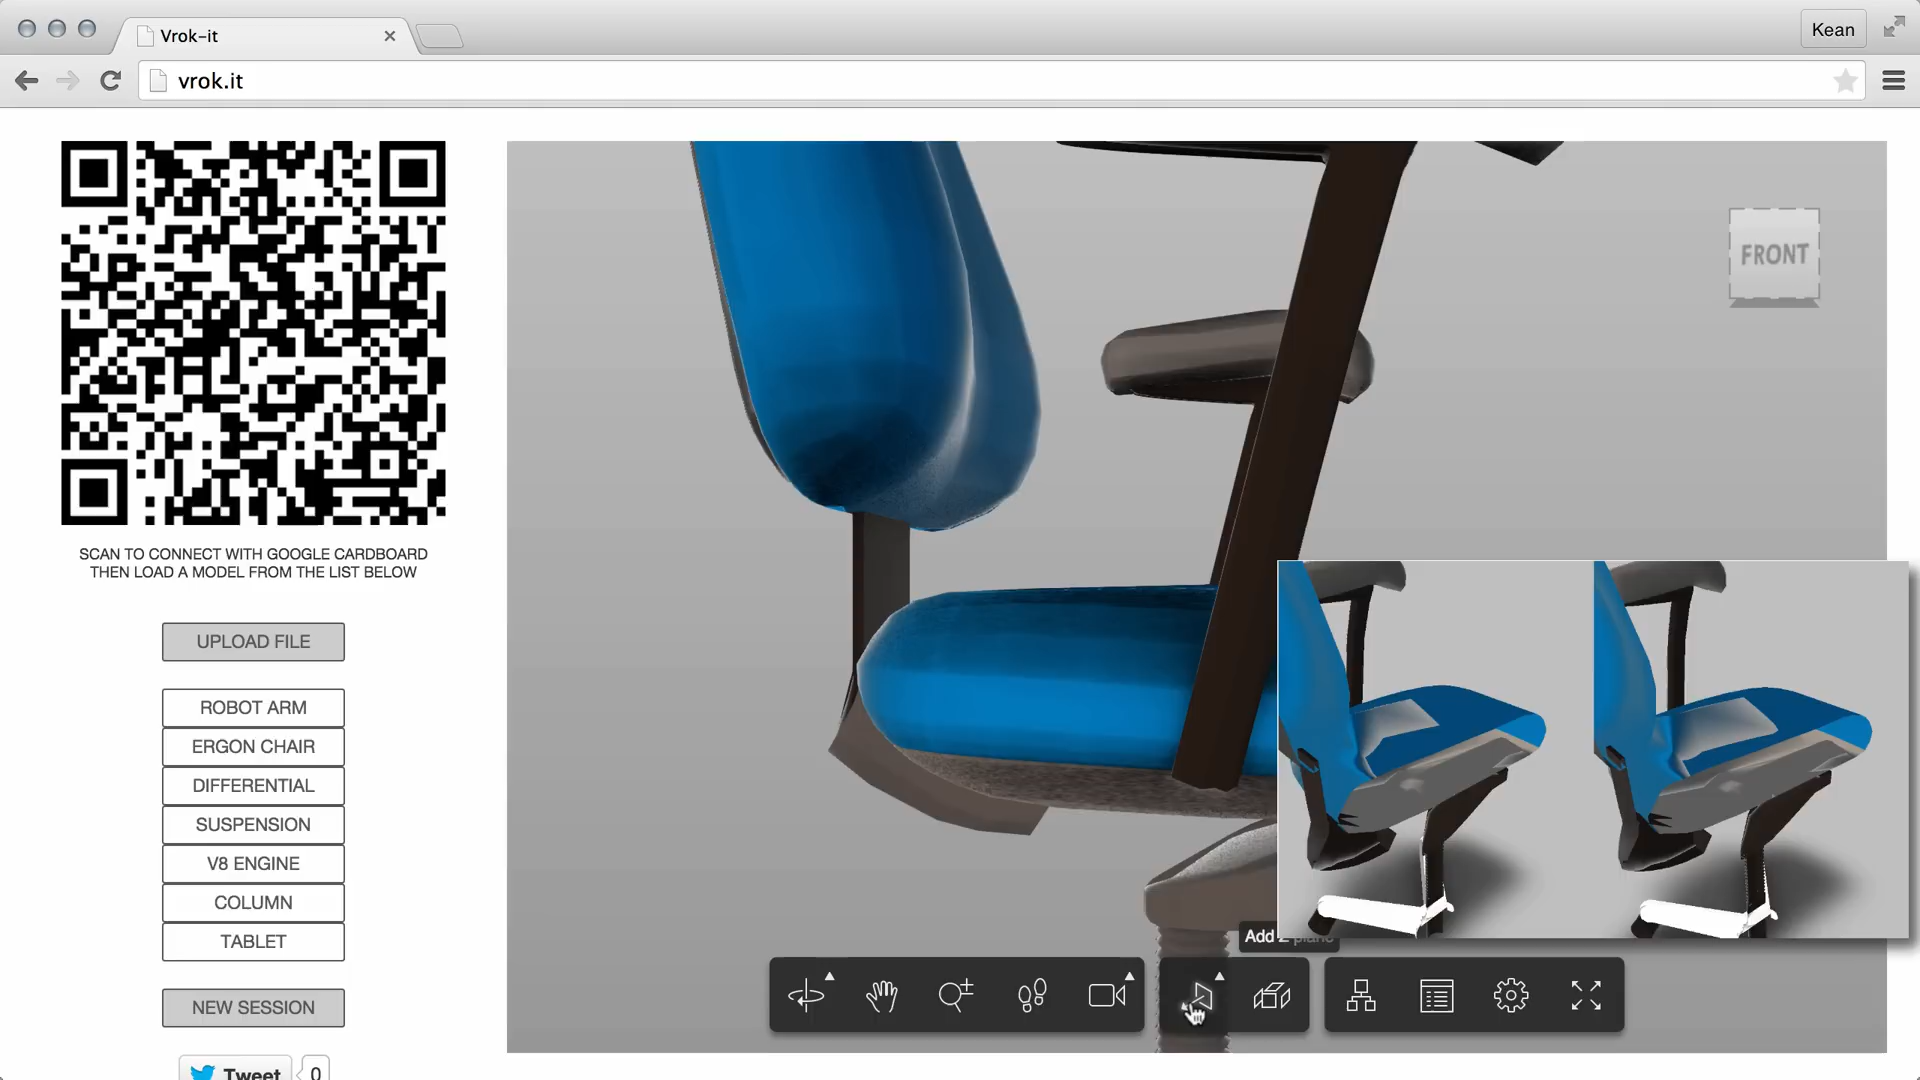 Vrok-it
Kean
vrok.it
FRONT
SCAN TO CONNECT WITH GOOGLE CARDBOARD
THEN LOAD A MODEL FROM THE LIST BELOW
UPLOAD FILE
ROBOT ARM
ERGON CHAIR
DIFFERENTIAL
SUSPENSION
V8 ENGINE
COLUMN
TABLET
Add Z plane
NEW SESSION
Tweet
0